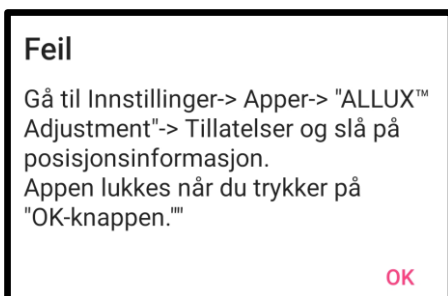 Feil
Gå til Innstillinger-> Apper-> "ALLUX™
Adjustment"-> Tillatelser og slå på
posisjonsinformasjon.
Appen lukkes når du trykker på
"OK-knappen.""
OK